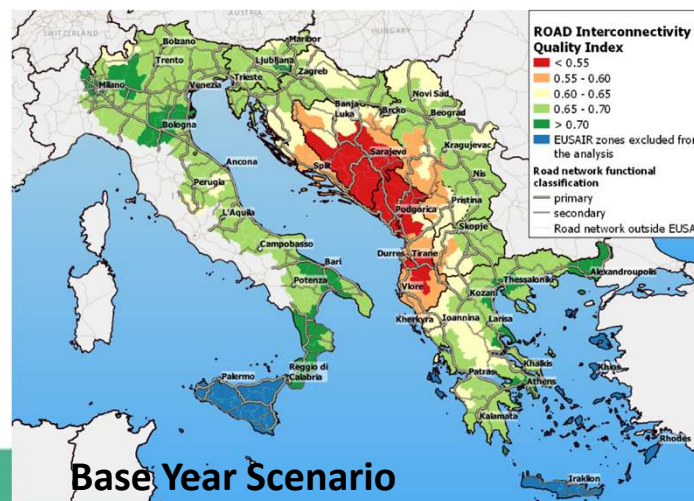 AUSTRIA
SWITZERLAND
HUNGARY
ROAD Interconnectivity
Quality Index
< 0.55
0.55 - 0.60
0.60 - 0.65
0.65 - 0.70
> 0.70
EUSAIR zones excluded from
the analysis
Road network functional
classification
primary
secondary
Road network outside EUSA
Bolzano
Maribor
Trento
Ljubljana
Zagreb
Milano
Venezia
Trieste
Novi Sad
Banja
Luka
Brcko
Beograd
Bologna
Sarajevo
Kragujevac
Split
Ancona
Nis
Perugia
Pristina
Podgorica
L'Aquila
Skopje
Campobasso
Durres
Tirane
Bari
Alexandroupolis
Thessaloniki
Potenza
Vlore
Kozani
Kherkyra
Ioannina
Larisa
Reggio di
Calabria
Palermo
Khalkis
Khios
Patras
Athens
Kalamata
Rhodes
Iraklion
Base Year Scenario